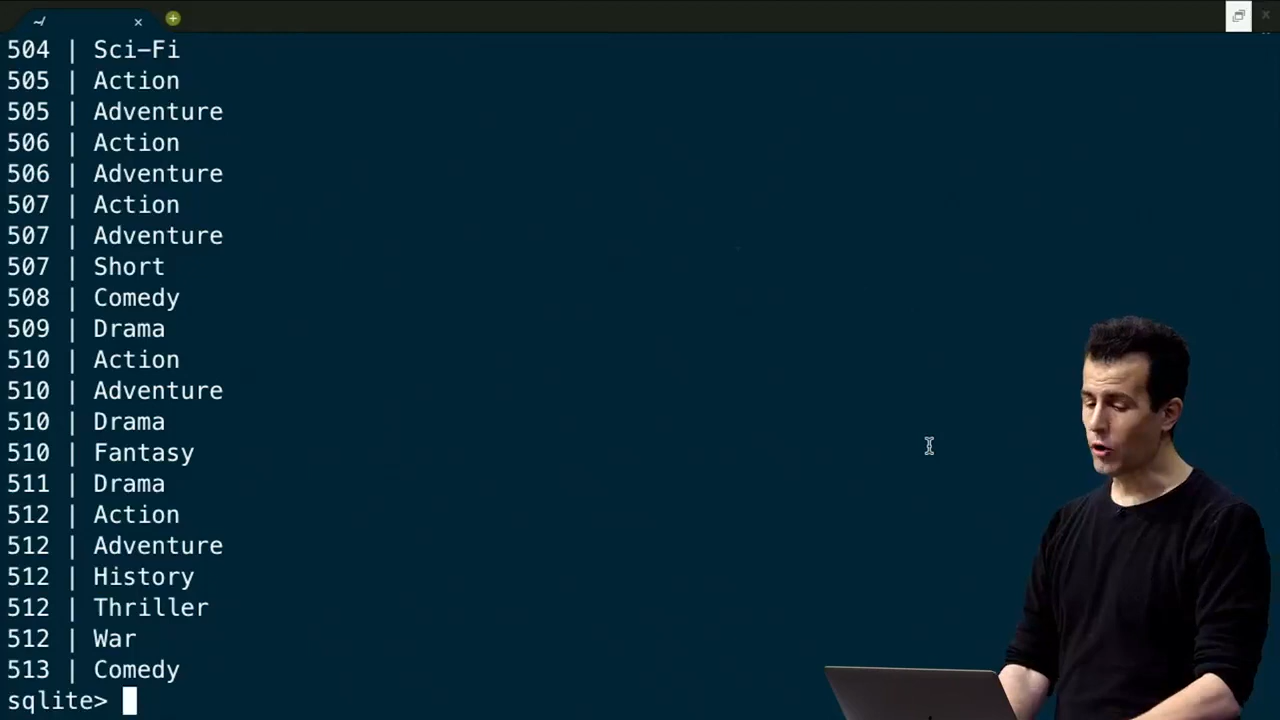 ~/
504 | Sci-Fi
505 | Action
505 | Adventure
506 | Action
506 | Adventure
507 | Action
507 | Adventure
507 | Short
508 | Comedy
509 | Drama
510 | Action
510 | Adventure
510 | Drama
510 | Fantasy
511 | Drama
512 | Action
512 | Adventure
512 | History
512 | Thriller
512 | War
513 | Comedy
sqlite>